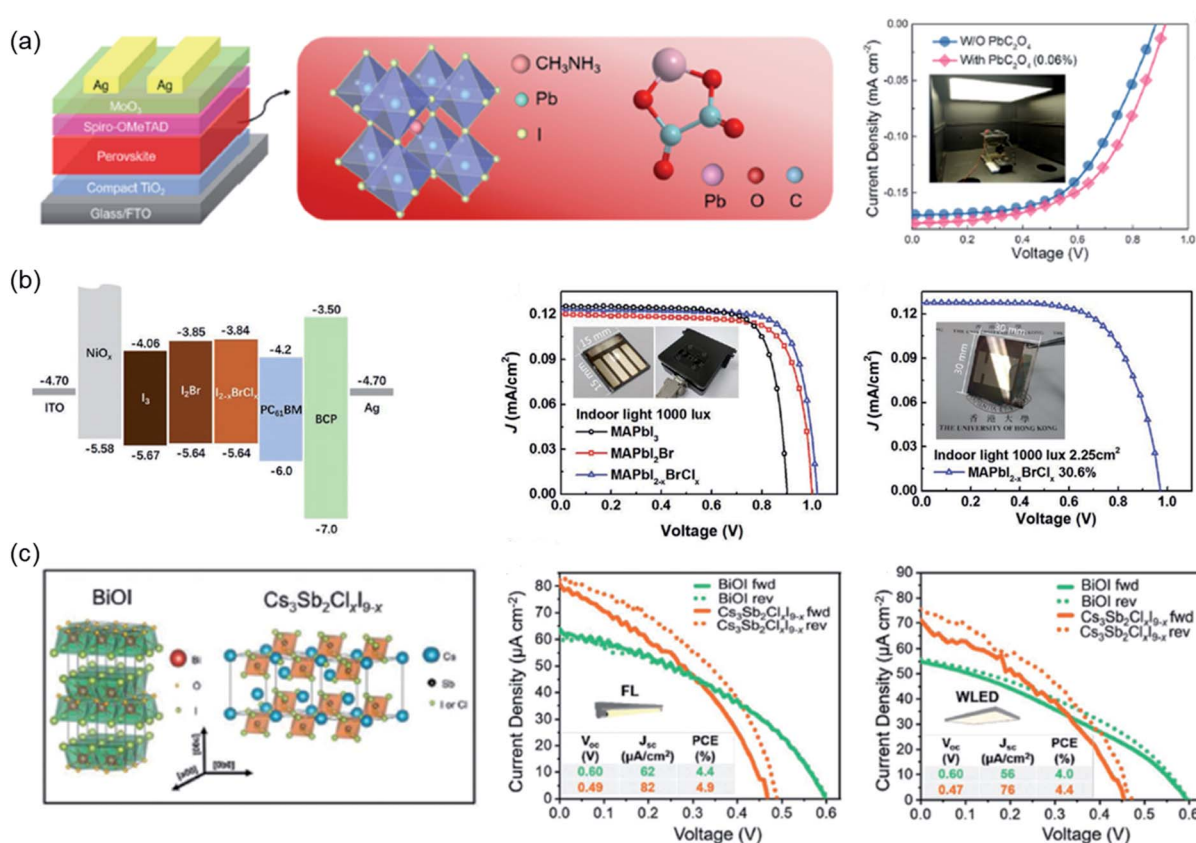 (a)
Ag
Ag
MoO₃
Spiro-OMeTAD
Perovskite
Compact TiO₂
Glass/FTO
CH₃NH₃
Pb
I
Pb O C
W/O PbC₂O₄
With PbC₂O₄ (0.06%)
Current Density (mA cm⁻²)
0.00
-0.05
-0.10
-0.15
0.0 0.2 0.4 0.6 0.8 1.0
Voltage (V)
(b)
-4.70
ITO
NiOₓ
-5.58
-4.06
I₃
-5.67
-3.85
I₂Br
-5.64
-3.84
I₂₋ₓBrClₓ
-5.64
-4.2
PC₆₁BM
-6.0
-3.50
BCP
-7.0
-4.70
Ag
J (mA/cm²)
0.12
0.09
0.06
0.03
0.00
15 mm
15 mm
Indoor light 1000 lux
MAPbI₃
MAPbI₂Br
MAPbI₂₋ₓBrClₓ
0.0 0.2 0.4 0.6 0.8 1.0
Voltage (V)
J (mA/cm²)
0.12
0.09
0.06
0.03
0.00
30 mm
30 mm
香 港 大 學
THE UNIVERSITY OF HONG KONG
Indoor light 1000 lux 2.25cm²
MAPbI₂₋ₓBrClₓ 30.6%
0.0 0.2 0.4 0.6 0.8 1.0
Voltage (V)
(c)
BiOI
Bi
O
I
Cs₃Sb₂ClₓI₉₋ₓ
Cs
Sb
I or Cl
Current Density (µA cm⁻²)
80
70
60
50
40
30
20
10
0
BiOI fwd
BiOI rev
Cs₃Sb₂ClₓI₉₋ₓ fwd
Cs₃Sb₂ClₓI₉₋ₓ rev
FL
Voc Jsc PCE
(V) (µA/cm²) (%)
0.60 62 4.4
0.49 82 4.9
0.0 0.1 0.2 0.3 0.4 0.5 0.6
Voltage (V)
Current Density (µA cm⁻²)
90
80
70
60
50
40
30
20
10
0
BiOI fwd
BiOI rev
Cs₃Sb₂ClₓI₉₋ₓ fwd
Cs₃Sb₂ClₓI₉₋ₓ rev
WLED
Voc Jsc PCE
(V) (µA/cm²) (%)
0.60 56 4.0
0.47 76 4.4
0.0 0.1 0.2 0.3 0.4 0.5 0.6
Voltage (V)